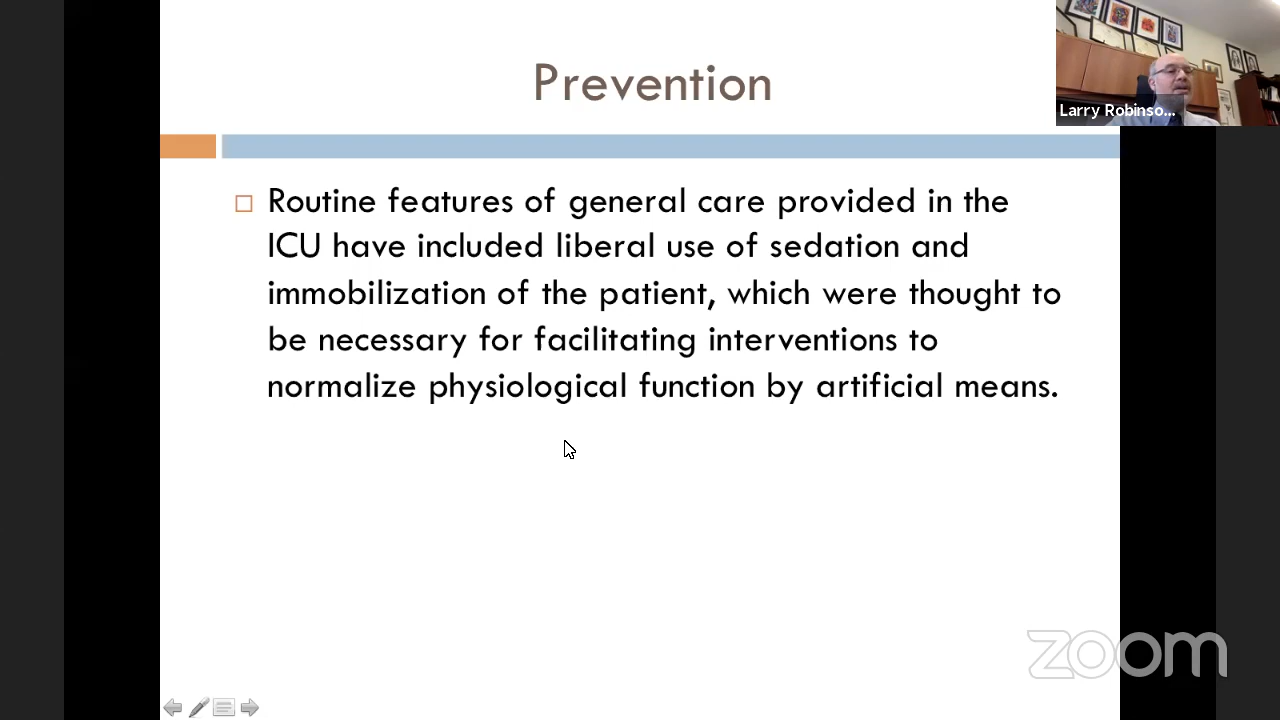 Prevention
Larry Robinso...
Routine features of general care provided in the
ICU have included liberal use of sedation and
immobilization of the patient, which were thought to
be necessary for facilitating interventions to
normalize physiological function by artificial means.
zoom